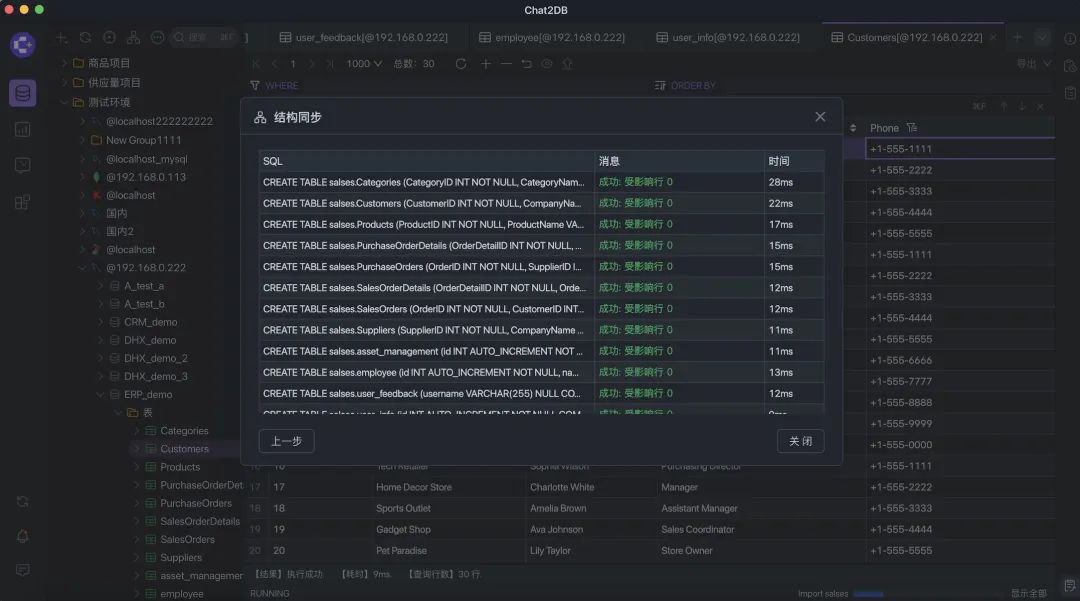 Chat2DB
搜索 ⌘F
user_feedback[@192.168.0.222]
employee[@192.168.0.222]
user_info[@192.168.0.222]
Customers[@192.168.0.222]
1 1000 总数: 30
导出
WHERE
ORDER BY
⌘F
商品项目
供应量项目
测试环境
@localhost222222222
New Group1111
@localhost_mysql
@192.168.0.113
@localhost
国内
国内2
@localhost
@192.168.0.222
A_test_a
A_test_b
CRM_demo
DHX_demo
DHX_demo_2
DHX_demo_3
ERP_demo
表
Categories
Customers
Products
PurchaseOrderDet
PurchaseOrders
SalesOrderDetails
SalesOrders
Suppliers
asset_managemer
employee
结构同步
SQL 消息 时间
CREATE TABLE salses.Categories (CategoryID INT NOT NULL, CategoryNam... 成功: 受影响行 0 28ms
CREATE TABLE salses.Customers (CustomerID INT NOT NULL, CompanyNa... 成功: 受影响行 0 22ms
CREATE TABLE salses.Products (ProductID INT NOT NULL, ProductName VA... 成功: 受影响行 0 17ms
CREATE TABLE salses.PurchaseOrderDetails (OrderDetailID INT NOT NULL, ... 成功: 受影响行 0 15ms
CREATE TABLE salses.PurchaseOrders (OrderID INT NOT NULL, SupplierID I... 成功: 受影响行 0 15ms
CREATE TABLE salses.SalesOrderDetails (OrderDetailID INT NOT NULL, Orde... 成功: 受影响行 0 12ms
CREATE TABLE salses.SalesOrders (OrderID INT NOT NULL, CustomerID INT... 成功: 受影响行 0 12ms
CREATE TABLE salses.Suppliers (SupplierID INT NOT NULL, CompanyName ... 成功: 受影响行 0 11ms
CREATE TABLE salses.asset_management (id INT AUTO_INCREMENT NOT ... 成功: 受影响行 0 11ms
CREATE TABLE salses.employee (id INT AUTO_INCREMENT NOT NULL, na... 成功: 受影响行 0 13ms
CREATE TABLE salses.user_feedback (username VARCHAR(255) NULL CO... 成功: 受影响行 0 12ms
CREATE TABLE salses.user_info (id INT AUTO_INCREMENT NOT NULL COM... 成功: 受影响行 0
上一步
关 闭
Phone
+1-555-1111
+1-555-2222
+1-555-3333
+1-555-4444
+1-555-5555
+1-555-1111
+1-555-2222
+1-555-3333
+1-555-4444
+1-555-5555
+1-555-6666
+1-555-7777
+1-555-8888
+1-555-9999
+1-555-0000
16 16 Tech Retailer Sophia Wilson Purchasing Director +1-555-1111
17 17 Home Decor Store Charlotte White Manager +1-555-2222
18 18 Sports Outlet Amelia Brown Assistant Manager +1-555-3333
19 19 Gadget Shop Ava Johnson Sales Coordinator +1-555-4444
20 20 Pet Paradise Lily Taylor Store Owner +1-555-5555
【结果】执行成功 【耗时】9ms 【查询行数】30 行
RUNNING
Import salses
显示全部